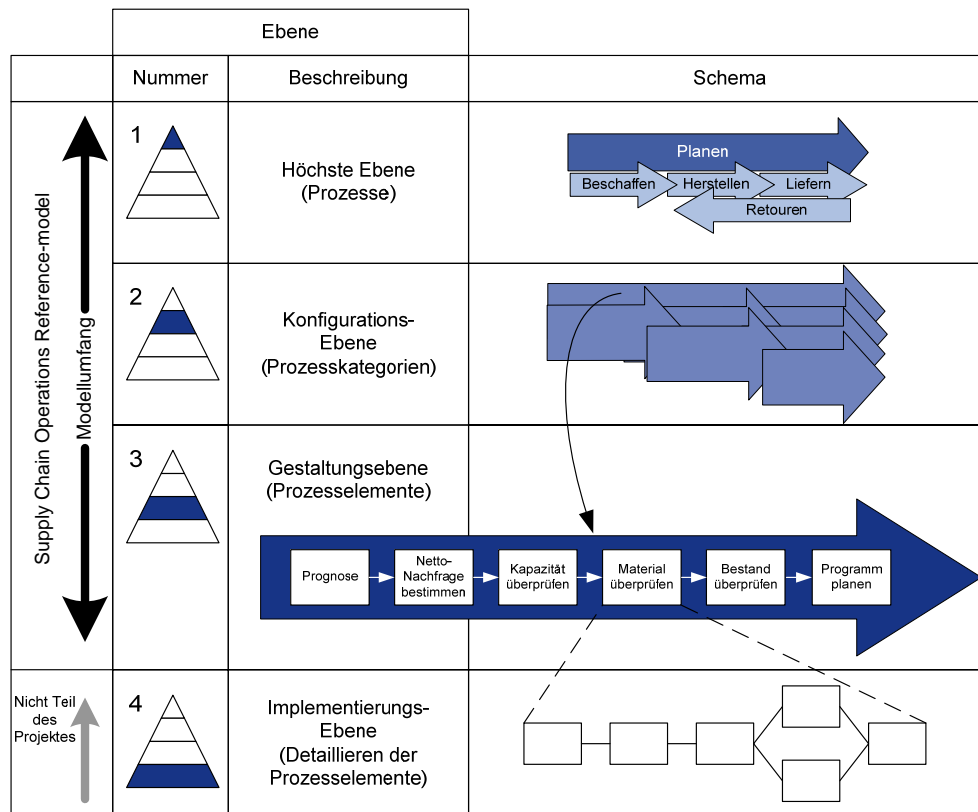 Ebene
Nummer
Beschreibung
Schema
Supply Chain Operations Reference-model
Modellumfang
1
Höchste Ebene
(Prozesse)
Planen
Beschaffen
Herstellen
Liefern
Retouren
2
Konfigurations-
Ebene
(Prozesskategorien)
3
Gestaltungsebene
(Prozesselemente)
Prognose
Netto-
Nachfrage
bestimmen
Kapazität
überprüfen
Material
überprüfen
Bestand
überprüfen
Programm
planen
Nicht Teil
des
Projektes
4
Implementierungs-
Ebene
(Detaillieren der
Prozesselemente)